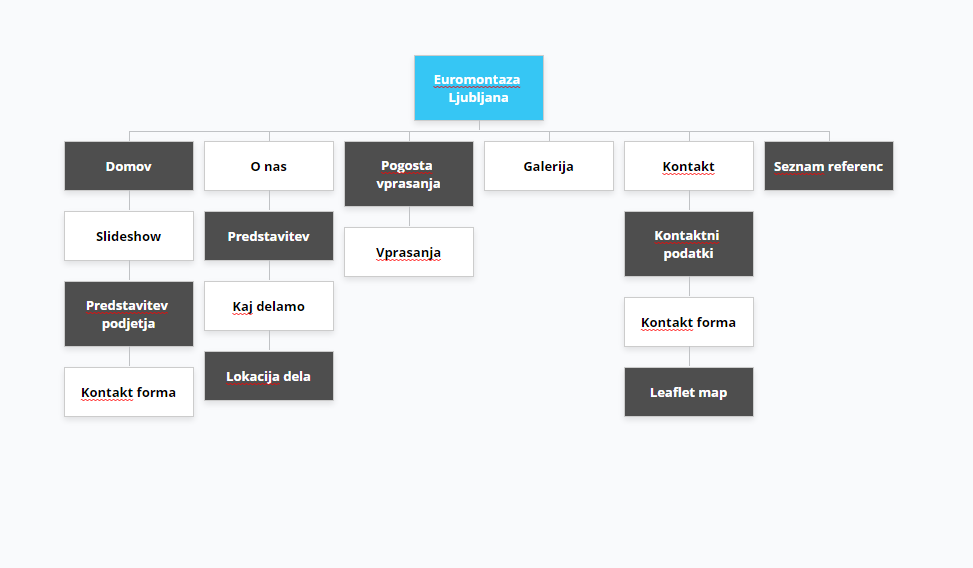 Euromontaza
Ljubljana
Domov
O nas
Pogosta
vprasanja
Galerija
Kontakt
Seznam referenc
Slideshow
Predstavitev
Vprasanja
Kontaktni
podatki
Predstavitev
podjetja
Kaj delamo
Kontakt forma
Kontakt forma
Lokacija dela
Leaflet map